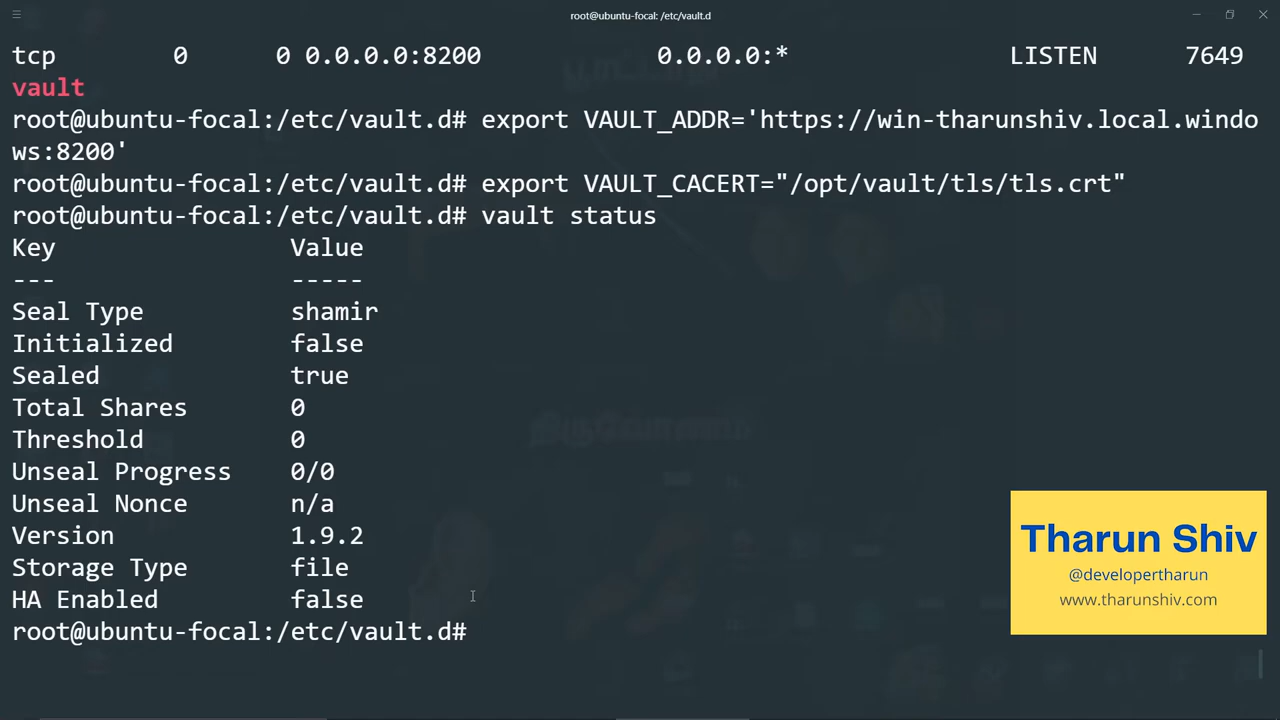 root@ubuntu-focal: /etc/vault.d
tcp 0 0 0.0.0.0:8200 0.0.0.0:* LISTEN 7649
vault
root@ubuntu-focal:/etc/vault.d# export VAULT_ADDR='https://win-tharunshiv.local.windo
ws:8200'
root@ubuntu-focal:/etc/vault.d# export VAULT_CACERT="/opt/vault/tls/tls.crt"
root@ubuntu-focal:/etc/vault.d# vault status
Key Value
--- -----
Seal Type shamir
Initialized false
Sealed true
Total Shares 0
Threshold 0
Unseal Progress 0/0
Unseal Nonce n/a
Version 1.9.2
Storage Type file
HA Enabled false
root@ubuntu-focal:/etc/vault.d#
Tharun Shiv
@developertharun
www.tharunshiv.com